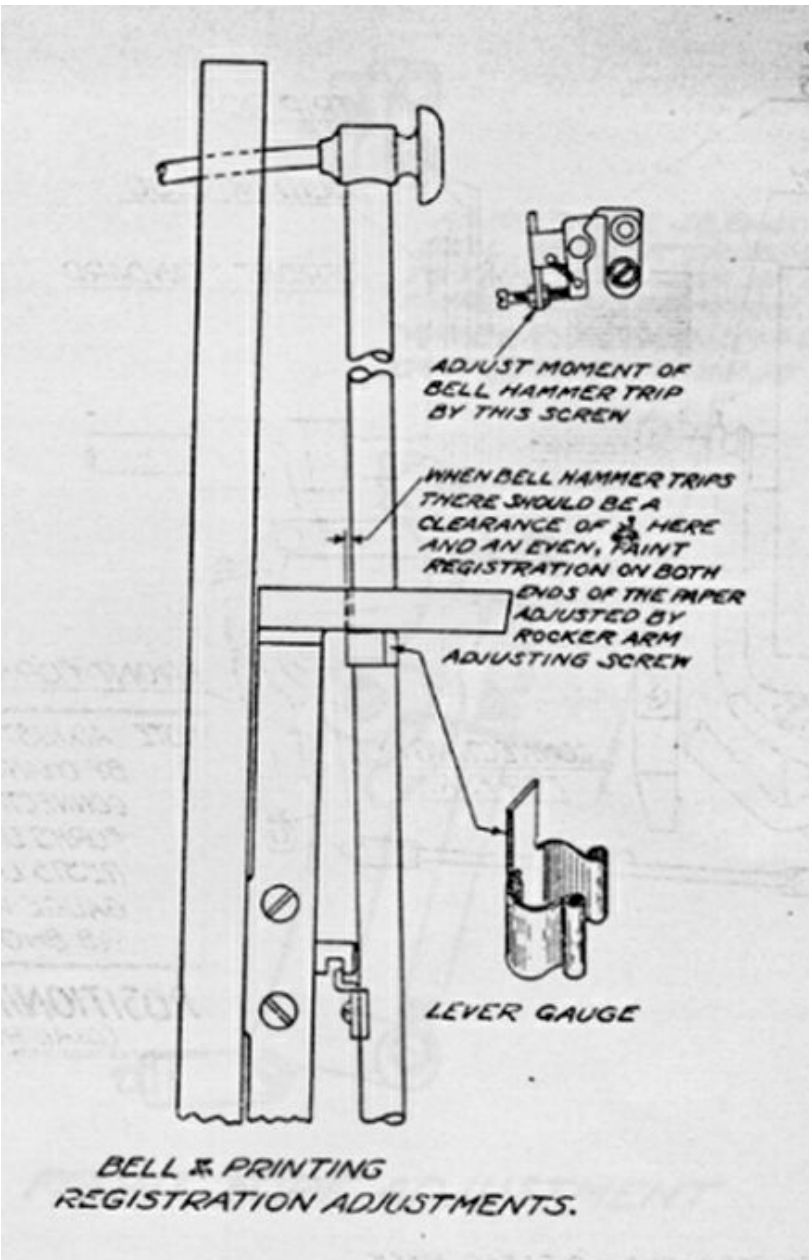 ADJUST MOMENT OF
BELL HAMMER TRIP
BY THIS SCREW
WHEN BELL HAMMER TRIPS
THERE SHOULD BE A
CLEARANCE OF HERE
AND AN EVEN, FAINT
REGISTRATION ON BOTH
ENDS OF THE PAPER
ADJUSTED BY
ROCKER ARM
ADJUSTING SCREW
LEVER GAUGE
BELL & PRINTING
REGISTRATION ADJUSTMENTS.